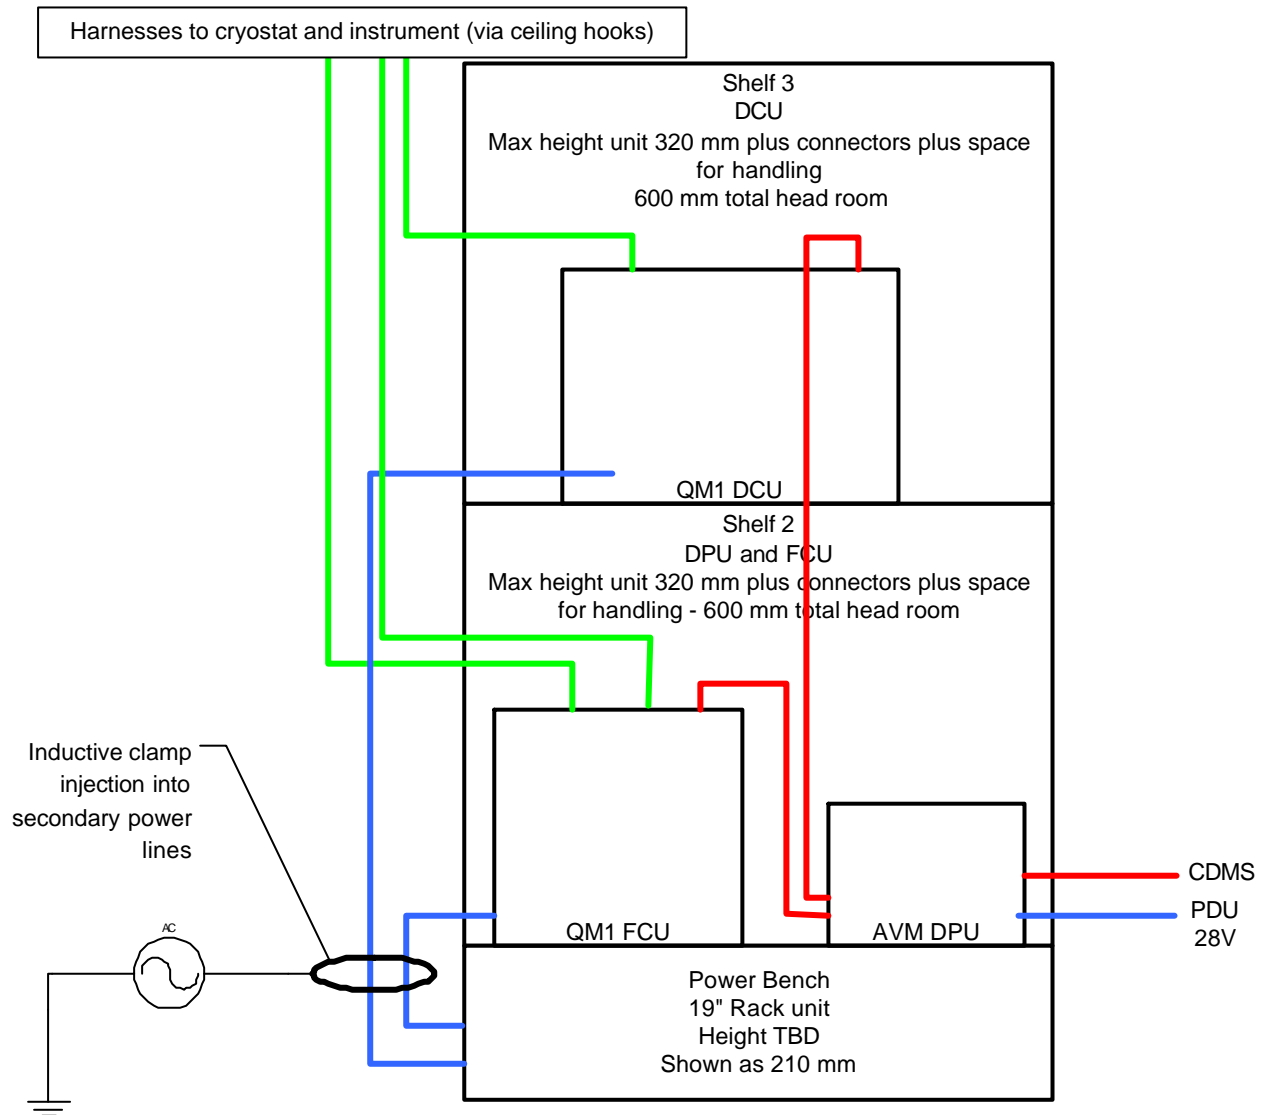 Harnesses to cryostat and instrument (via ceiling hooks)
Shelf 3
DCU
Max height unit 320 mm plus connectors plus space
for handling
600 mm total head room
QM1 DCU
Shelf 2
DPU and FCU
Max height unit 320 mm plus connectors plus space
for handling - 600 mm total head room
Inductive clamp
injection into
secondary power
lines
AC
QM1 FCU
AVM DPU
CDMS
PDU
28V
Power Bench
19" Rack unit
Height TBD
Shown as 210 mm